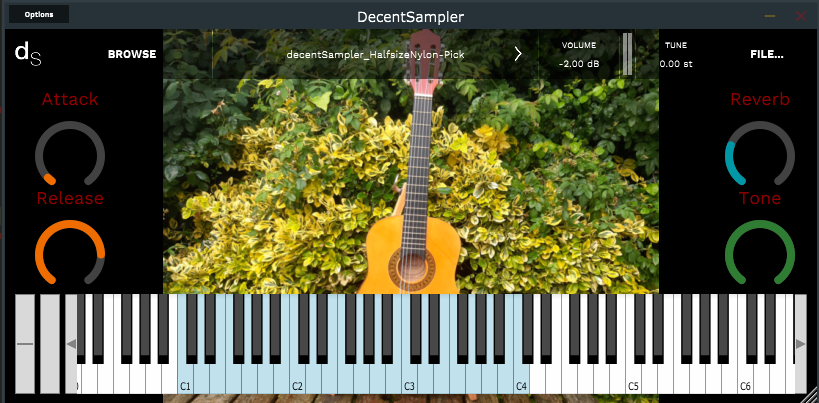 Options
DecentSampler
dS
BROWSE
decentSampler_HalfsizeNylon-Pick
VOLUME
-2.00 dB
TUNE
0.00 st
FILE...
Attack
Release
Reverb
Tone
C1
C2
C3
C4
C5
C6